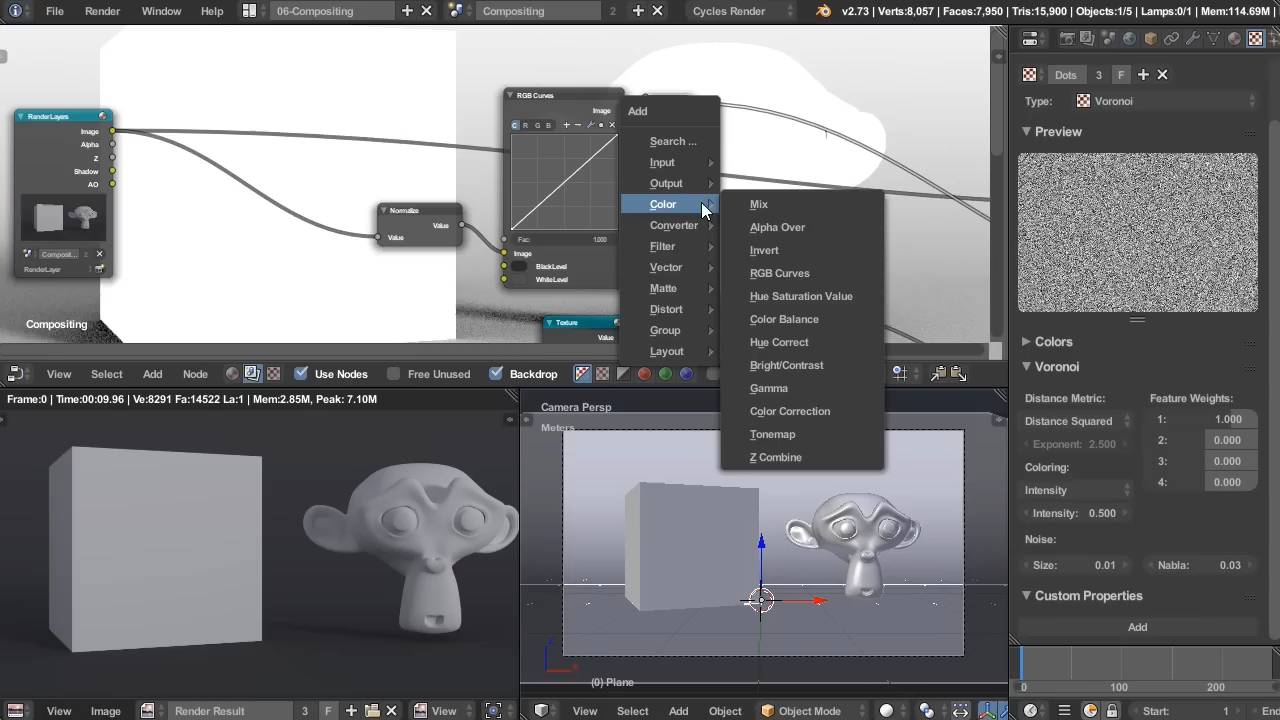 File Render Window Help 06-Compositing Compositing 2 Cycles Render v2.73 | Verts:8,057 | Faces:7,950 | Tris:15,900 | Objects:1/5 | Lamps:0/1 | Mem:114.69M
RenderLayers
Image
Alpha
Z
Shadow
AO
Composit... 2
RenderLayer
Normalize
Value
Value
RGB Curves
Image
C R G B
Fac: 1.000
Image
Black Level
White Level
Texture
Value
Compositing
Add
Search ...
Input
Output
Color
Converter
Filter
Vector
Matte
Distort
Group
Layout
Mix
Alpha Over
Invert
RGB Curves
Hue Saturation Value
Color Balance
Hue Correct
Bright/Contrast
Gamma
Color Correction
Tonemap
Z Combine
View Select Add Node Use Nodes Free Unused Backdrop
Frame:0 | Time:00:09.96 | Ve:8291 Fa:14522 La:1 | Mem:2.85M, Peak: 7.10M
Camera Persp
Meters
(0) Plane
View Image Render Result 3 F View
View Select Add Object Object Mode
Dots 3 F
Type: Voronoi
Preview
Colors
Voronoi
Distance Metric: Feature Weights:
Distance Squared 1: 1.000
Exponent: 2.500 2: 0.000
Coloring: 3: 0.000
Intensity 4: 0.000
Intensity: 0.500
Noise:
Size: 0.01 Nabla: 0.03
Custom Properties
Add
0 100 200
Start: 1 End